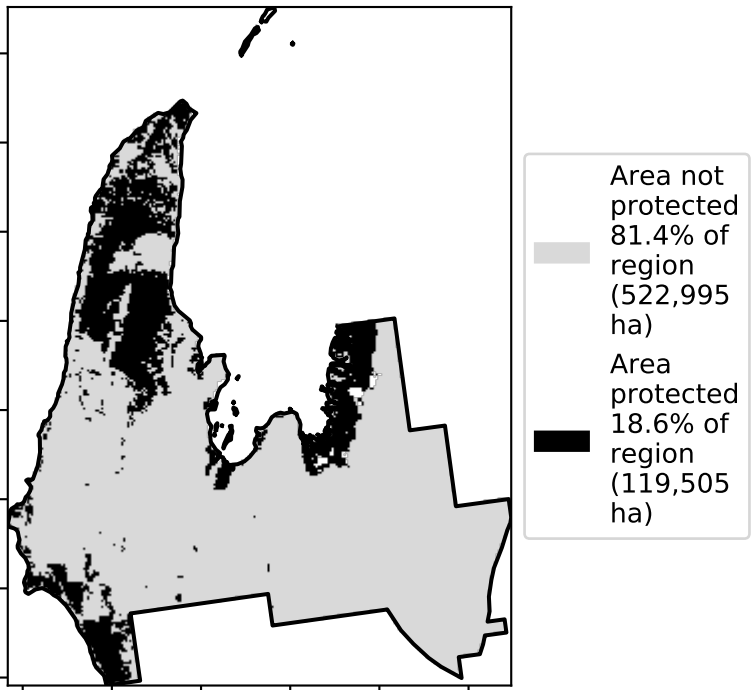 Area not
protected
81.4% of
region
(522,995
ha)
Area
protected
18.6% of
region
(119,505
ha)